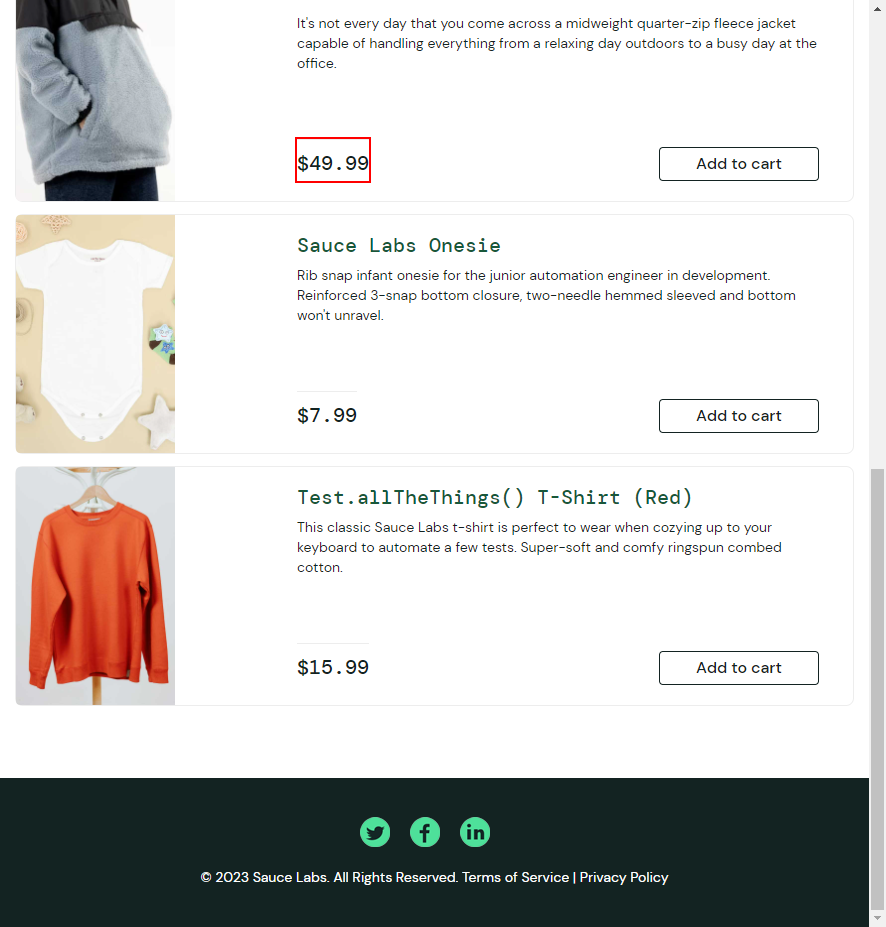 It's not every day that you come across a midweight quarter-zip fleece jacket
capable of handling everything from a relaxing day outdoors to a busy day at the
office.
$49.99
Add to cart
Sauce Labs Onesie
Rib snap infant onesie for the junior automation engineer in development.
Reinforced 3-snap bottom closure, two-needle hemmed sleeved and bottom
won't unravel.
$7.99
Add to cart
Test.allTheThings() T-Shirt (Red)
This classic Sauce Labs t-shirt is perfect to wear when cozying up to your
keyboard to automate a few tests. Super-soft and comfy ringspun combed
cotton.
$15.99
Add to cart
© 2023 Sauce Labs. All Rights Reserved. Terms of Service | Privacy Policy